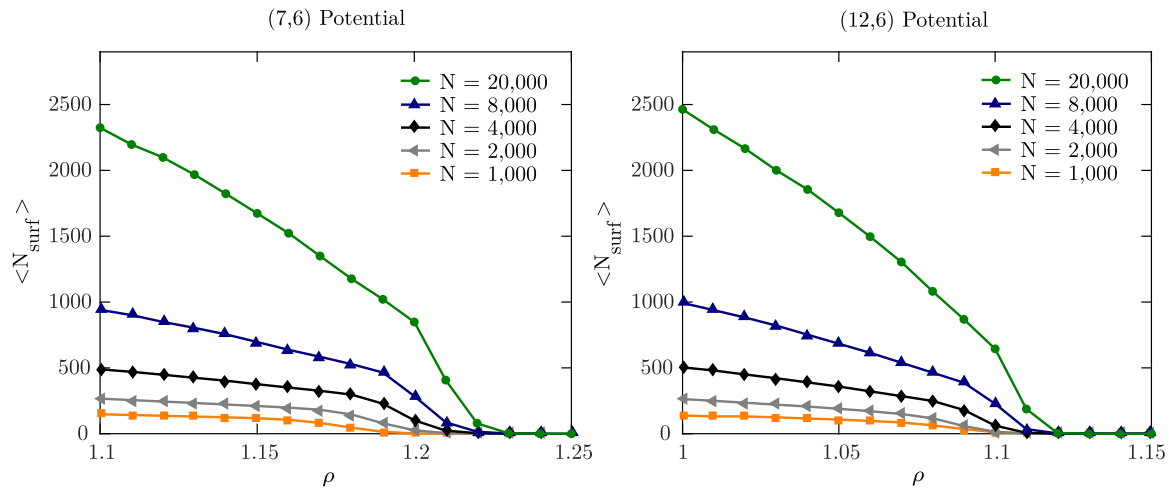 (7,6) Potential
<N_surf>
2500
2000
1500
1000
500
0
1.1
1.15
1.2
1.25
ρ
N = 20,000
N = 8,000
N = 4,000
N = 2,000
N = 1,000
(12,6) Potential
<N_surf>
2500
2000
1500
1000
500
0
1
1.05
1.1
1.15
ρ
N = 20,000
N = 8,000
N = 4,000
N = 2,000
N = 1,000